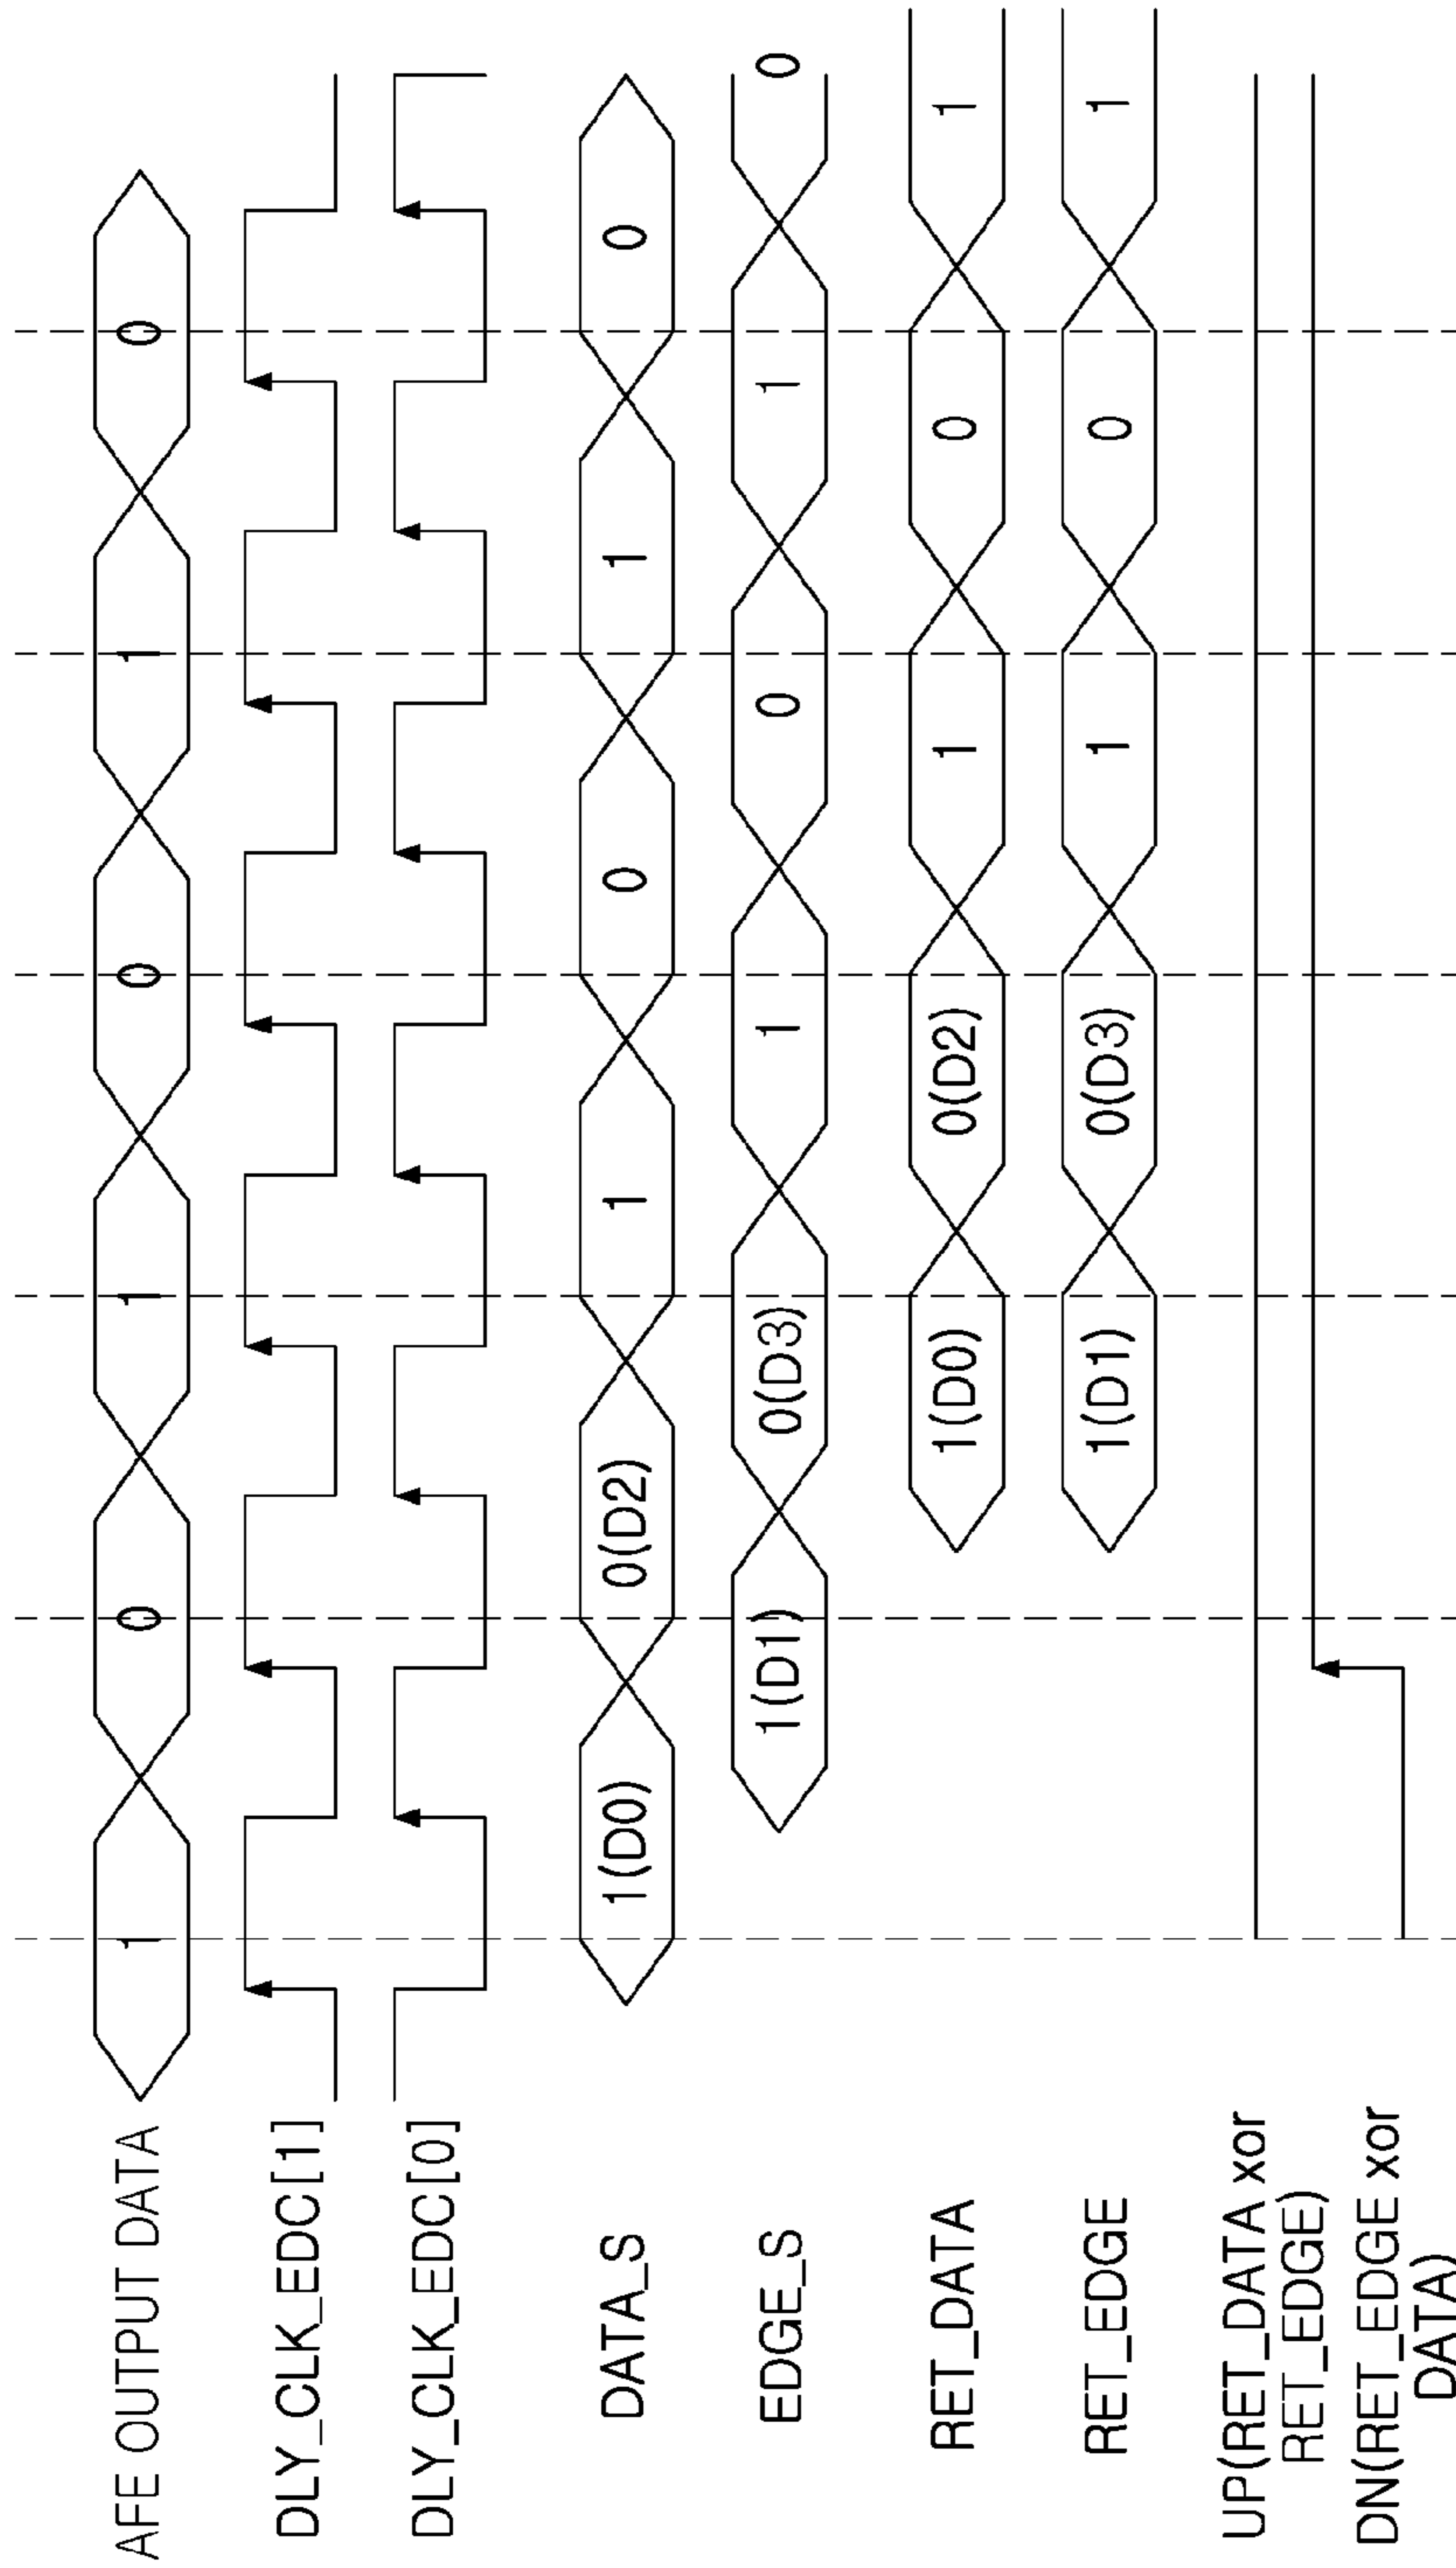 AFE OUTPUT DATA 1 0 1 0 1 0
DLY_CLK_EDC[1]
DLY_CLK_EDC[0]
DATA_S 1(D0) 0(D2) 1 0 1 0
EDGE_S 1(D1) 0(D3) 1 0 1 0
RET_DATA 1(D0) 0(D2) 1 0 1
RET_EDGE 1(D1) 0(D3) 1 0 1
UP(RET_DATA xor
RET_EDGE)
DN(RET_EDGE xor
DATA)